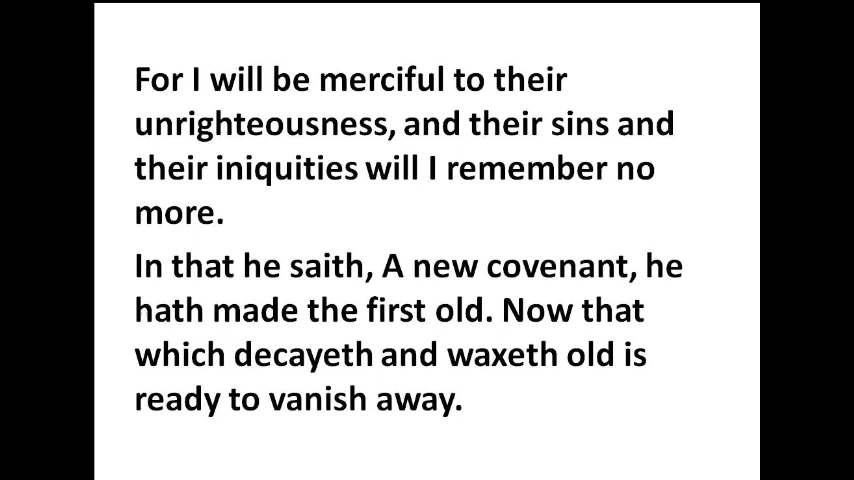 For I will be merciful to their
unrighteousness, and their sins and
their iniquities will I remember no
more.
In that he saith, A new covenant, he
hath made the first old. Now that
which decayeth and waxeth old is
ready to vanish away.